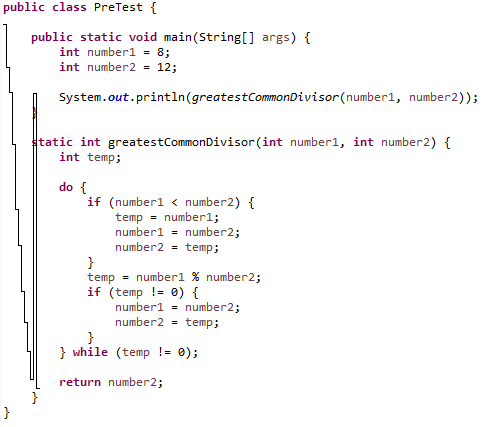 public class PreTest {
public static void main(String[] args) {
int number1 = 8;
int number2 = 12;
System.out.println(greatestCommonDivisor(number1, number2));
}
static int greatestCommonDivisor(int number1, int number2) {
int temp;
do {
if (number1 < number2) {
temp = number1;
number1 = number2;
number2 = temp;
}
temp = number1 % number2;
if (temp != 0) {
number1 = number2;
number2 = temp;
}
} while (temp != 0);
return number2;
}
}